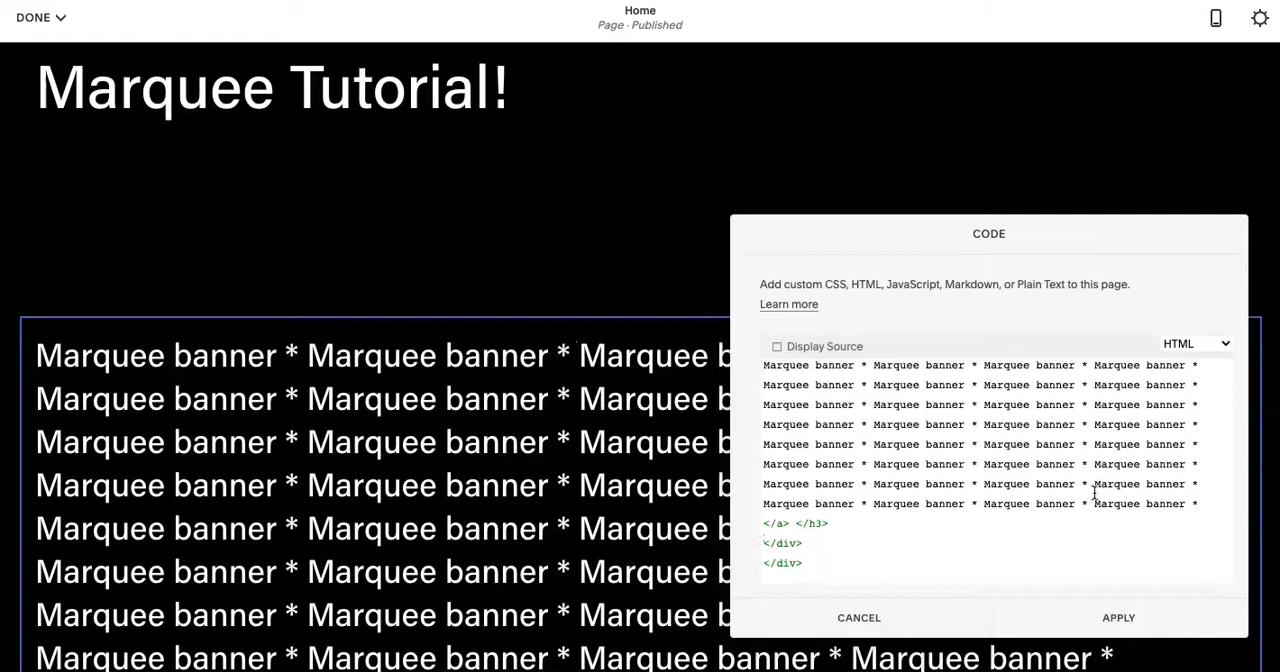 DONE
Home
Page · Published
Marquee Tutorial!
CODE
Add custom CSS, HTML, JavaScript, Markdown, or Plain Text to this page.
Learn more
Display Source
HTML
Marquee banner * Marquee banner * Marquee banner * Marquee banner *
Marquee banner * Marquee banner * Marquee banner * Marquee banner *
Marquee banner * Marquee banner * Marquee banner * Marquee banner *
Marquee banner * Marquee banner * Marquee banner * Marquee banner *
Marquee banner * Marquee banner * Marquee banner * Marquee banner *
Marquee banner * Marquee banner * Marquee banner * Marquee banner *
Marquee banner * Marquee banner * Marquee banner * Marquee banner *
Marquee banner * Marquee banner * Marquee banner * Marquee banner *
</a> </h3>
</div>
</div>
CANCEL
APPLY
Marquee banner * Marquee banner * Marquee b
Marquee banner * Marquee banner * Marquee b
Marquee banner * Marquee banner * Marquee b
Marquee banner * Marquee banner * Marquee b
Marquee banner * Marquee banner * Marquee b
Marquee banner * Marquee banner * Marquee b
Marquee banner * Marquee banner * Marquee b
Marquee banner * Marquee banner * Marquee banner * Marquee banner *